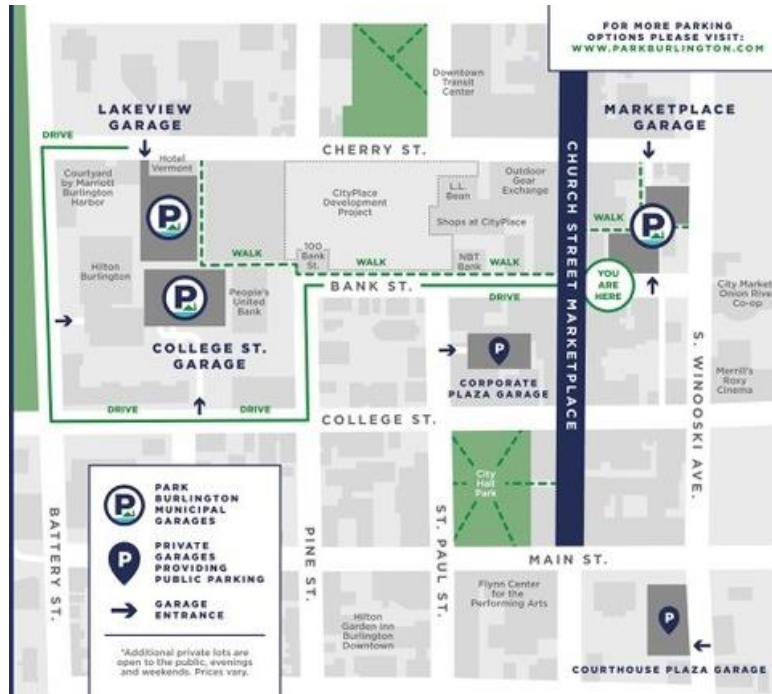 FOR MORE PARKING
OPTIONS PLEASE VISIT:
WWW.PARKBURLINGTON.COM
Downtown
Transit
Center
LAKEVIEW
GARAGE
MARKETPLACE
GARAGE
DRIVE
CHERRY ST.
Hotel
Vermont
Courtyard
by Marriott
Burlington
Harbor
P
CityPlace
Development
Project
L.L.
Bean
Outdoor
Gear
Exchange
Shops at CityPlace
CHURCH STREET MARKETPLACE
WALK
P
WALK
100
Bank
St.
WALK
NBT
Bank
WALK
Hilton
Burlington
P
People's
United
Bank
BANK ST.
DRIVE
YOU
ARE
HERE
City Market
Onion Rive
Co-op
COLLEGE ST.
GARAGE
P
CORPORATE
PLAZA GARAGE
S. WINOOSKI AVE.
Merrill's
Roxy
Cinema
DRIVE
DRIVE
COLLEGE ST.
City
Hall
Park
BATTERY ST.
P
PARK
BURLINGTON
MUNICIPAL
GARAGES
P
PRIVATE
GARAGES
PROVIDING
PUBLIC PARKING
GARAGE
ENTRANCE
*Additional private lots are
open to the public, evenings
and weekends. Prices vary.
PINE ST.
ST. PAUL ST.
MAIN ST.
Flynn Center
for the
Performing Arts
Hilton
Garden Inn
Burlington
Downtown
P
COURTHOUSE PLAZA GARAGE